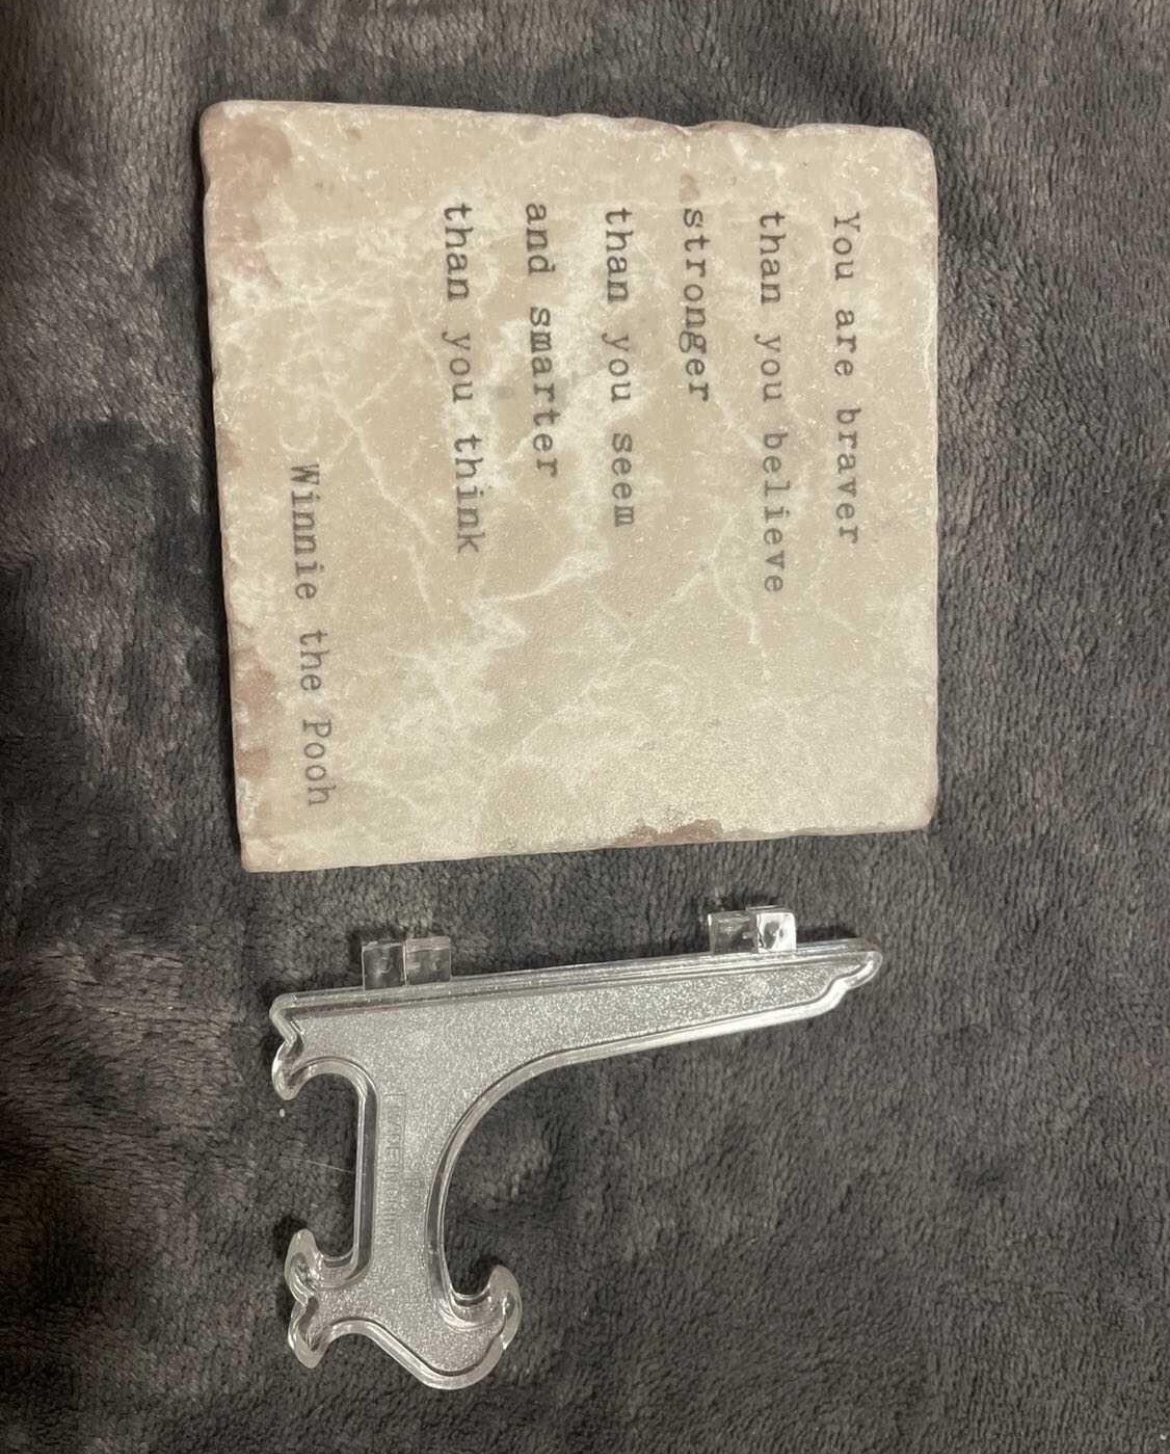 You are braver
than you believe
stronger
than you seem
and smarter
than you think
Winnie the Pooh